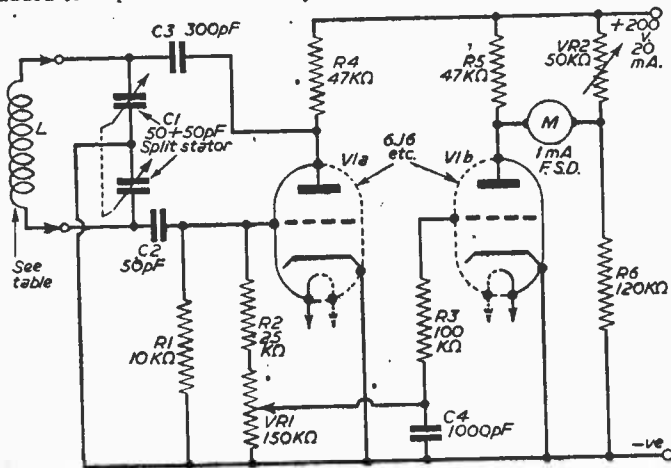 C3 300pF
R4
47KΩ
R5
47KΩ
+200
v.
20
mA.
VR2
50KΩ
L
C1
50+50pF
Split stator
V1a
6J6
etc.
V1b
M
1mA
F.S.D.
See
table
C2
50pF
R1
10KΩ
R2
25
KΩ
VR1
150KΩ
R3
100
KΩ
C4
1000pF
R6
120KΩ
-ve